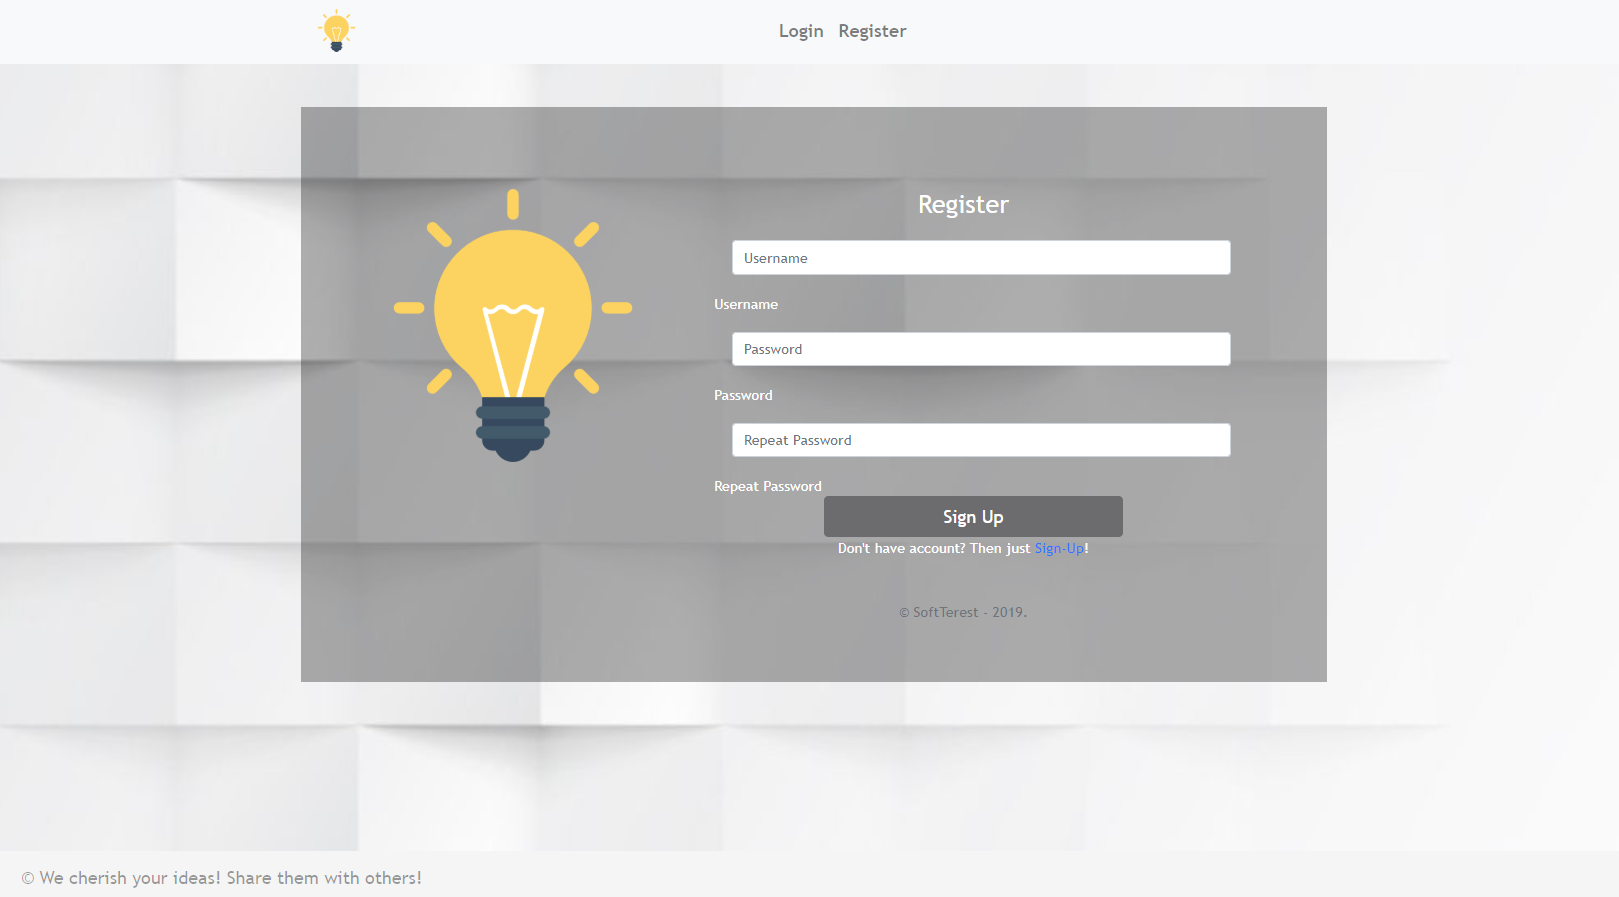 Login Register
Register
Username
Username
Password
Password
Repeat Password
Repeat Password
Sign Up
Don't have account? Then just Sign-Up!
© SoftTerest - 2019.
© We cherish your ideas! Share them with others!